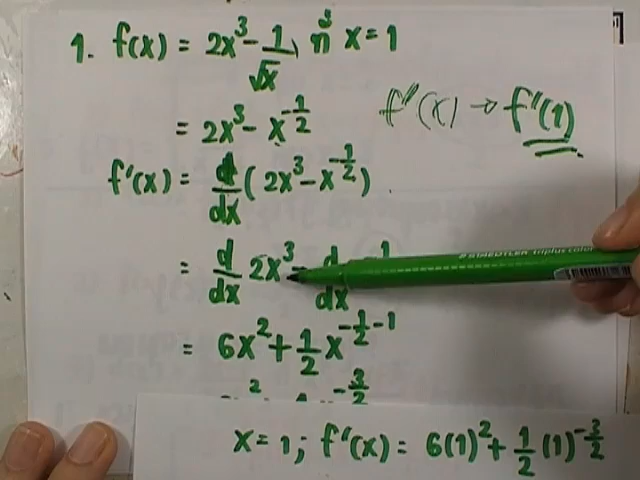 1. f(x) = 2x³ - 1/√x, ที่ x = 1
= 2x³ - x^(-1/2)
f''(x) → f''(1)
f'(x) = d/dx (2x³ - x^(-1/2))
= d/dx 2x³ - d/dx
= 6x² + 1/2 x^(-1/2 - 1)
x = 1; f'(x) = 6(1)² + 1/2 (1)^(-3/2)
STAEDTLER triplus color